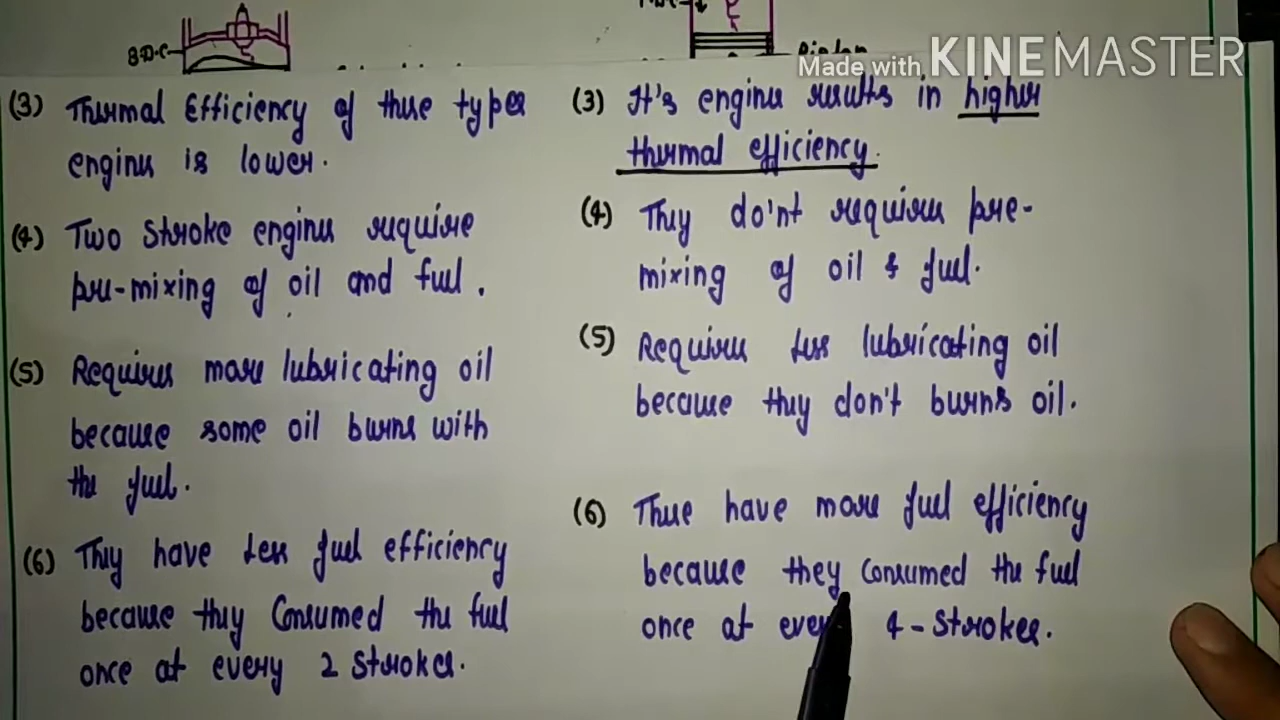 B·D·C
Made with KINEMASTER
(3) Thermal Efficiency of these types
engines is lower.
(4) Two stroke engines require
pre-mixing of oil and fuel.
(5) Requires more lubricating oil
because some oil burns with
the fuel.
(6) They have less fuel efficiency
because they Consumed the fuel
once at every 2 strokes.
(3) It's engines results in higher
thermal efficiency.
(4) They do'nt requires pre-
mixing of oil & fuel.
(5) Requires less lubricating oil
because they don't burns oil.
(6) These have more fuel efficiency
because they Consumed the fuel
once at every 4-Strokes.